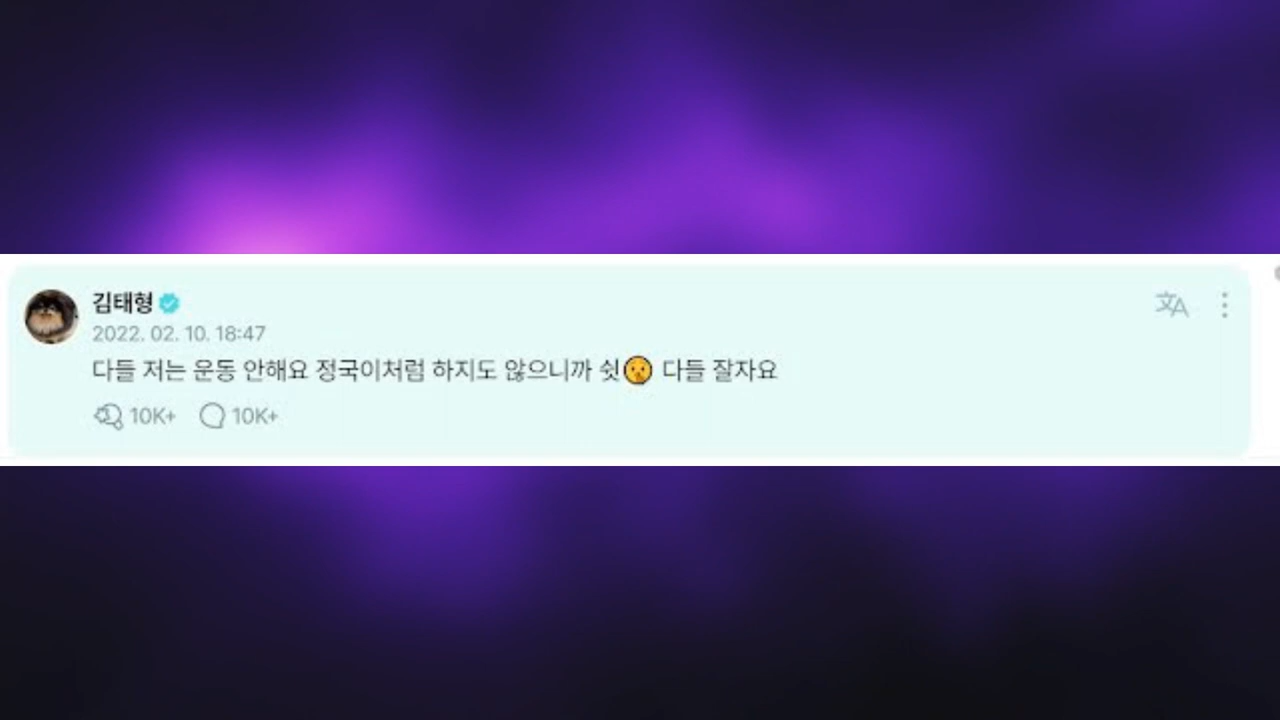 김태형
2022. 02. 10. 18:47
다들 저는 운동 안해요 정국이처럼 하지도 않으니까 쉿🤫 다들 잘자요
10K+ 10K+